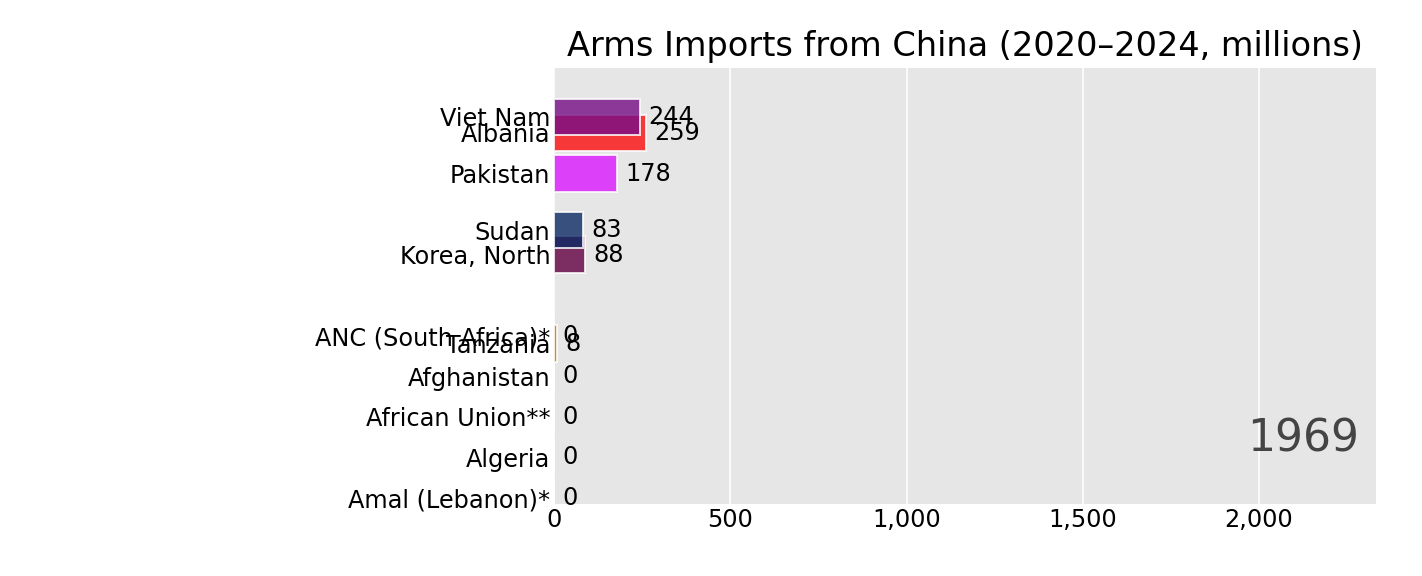 Arms Imports from China (2020–2024, millions)
Viet Nam 244
Albania 259
Pakistan 178
Sudan 83
Korea, North 88
ANC (South Africa)* 0
Tanzania 8
Afghanistan 0
African Union** 0
Algeria 0
Amal (Lebanon)* 0
1969
0 500 1,000 1,500 2,000